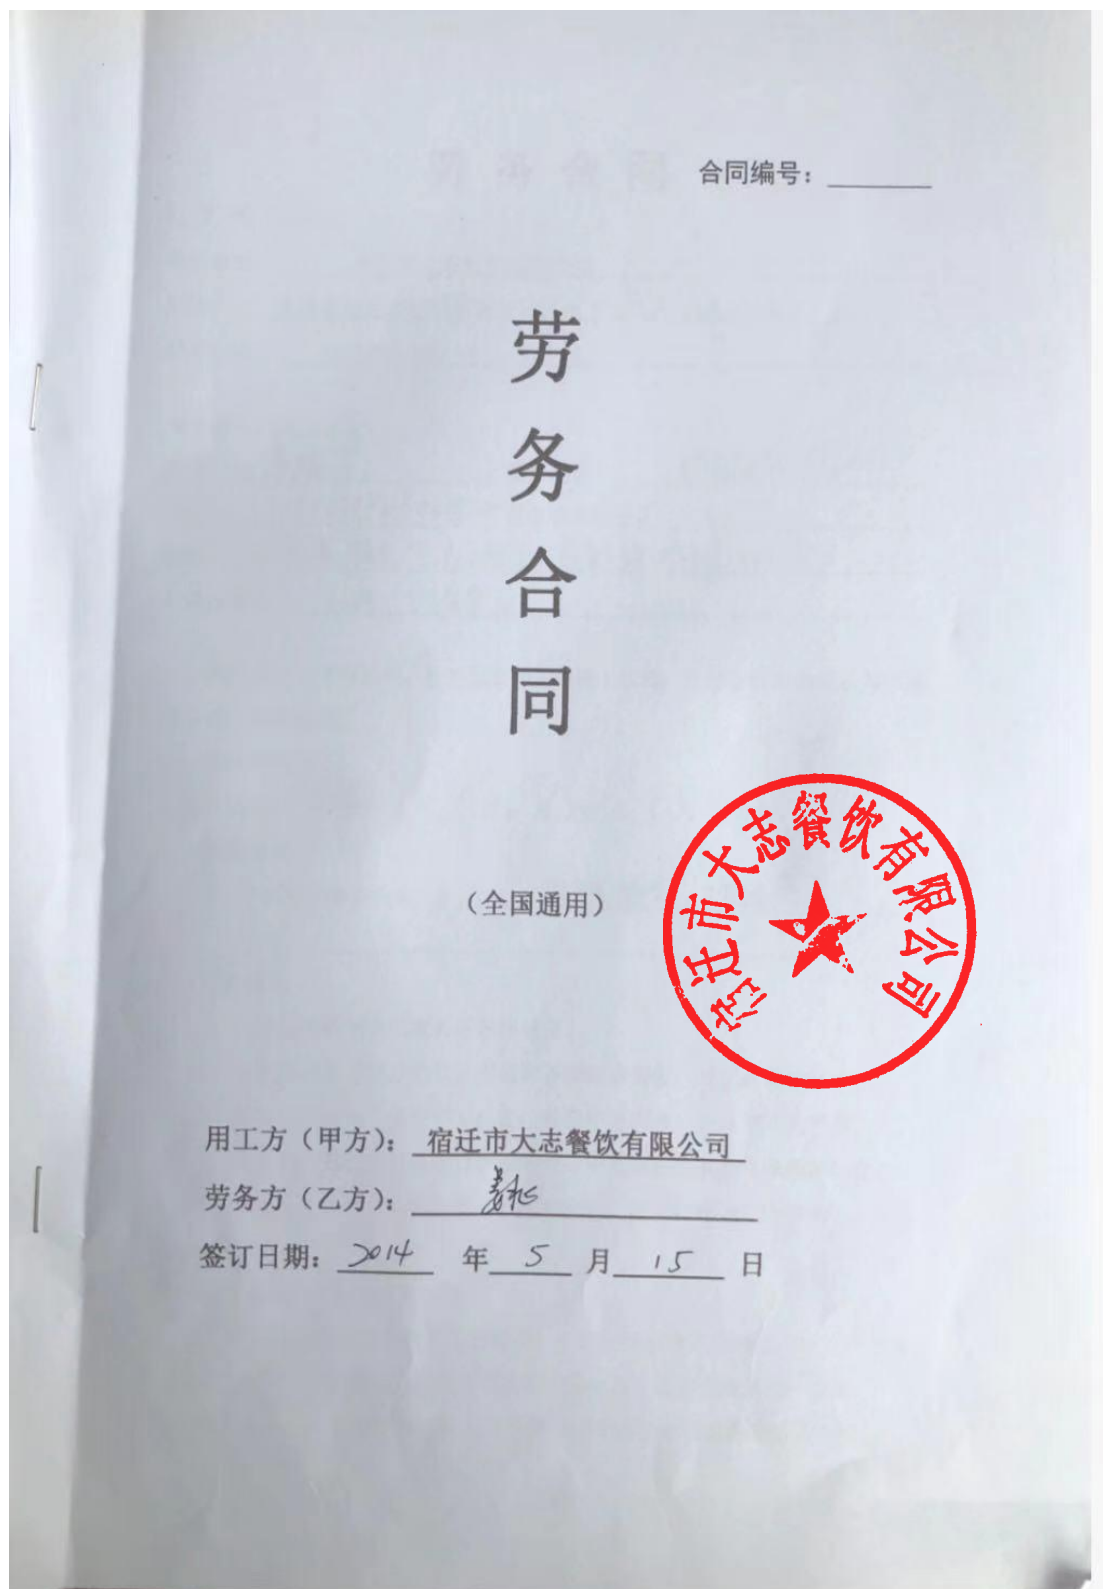 合同编号：
劳
务
合
同
（全国通用）
宿迁市大志餐饮有限公司
用工方（甲方）： 宿迁市大志餐饮有限公司
劳务方（乙方）：
签订日期： 2014 年 5 月 15 日